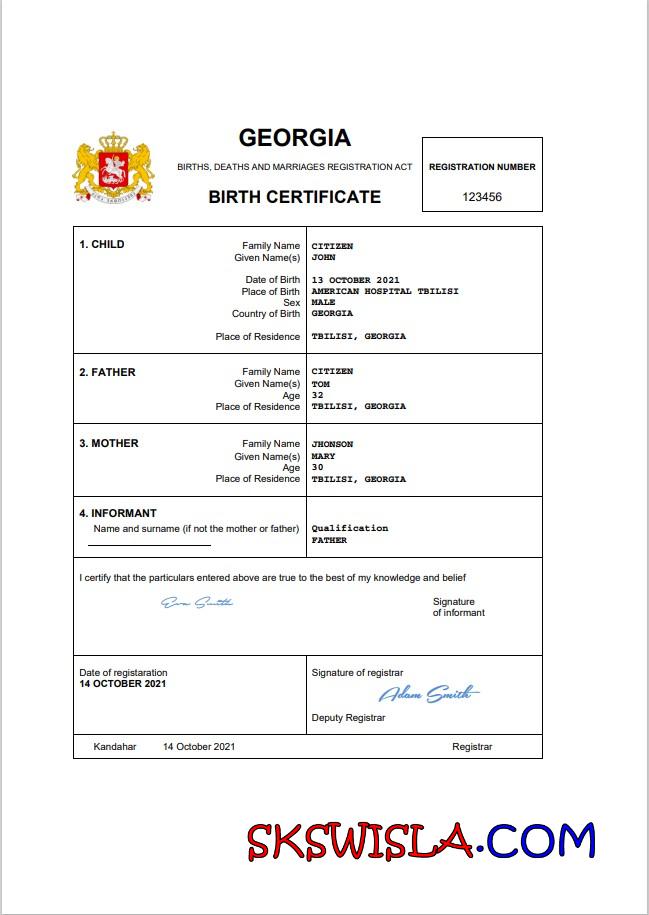 GEORGIA
BIRTHS, DEATHS AND MARRIAGES REGISTRATION ACT
BIRTH CERTIFICATE
REGISTRATION NUMBER
123456
1. CHILD
Family Name CITIZEN
Given Name(s) JOHN
Date of Birth 13 OCTOBER 2021
Place of Birth AMERICAN HOSPITAL TBILISI
Sex MALE
Country of Birth GEORGIA
Place of Residence TBILISI, GEORGIA
2. FATHER
Family Name CITIZEN
Given Name(s) TOM
Age 32
Place of Residence TBILISI, GEORGIA
3. MOTHER
Family Name JHONSON
Given Name(s) MARY
Age 30
Place of Residence TBILISI, GEORGIA
4. INFORMANT
Name and surname (if not the mother or father) Qualification
FATHER
I certify that the particulars entered above are true to the best of my knowledge and belief
Eva Smith
Signature
of informant
Date of registaration
14 OCTOBER 2021
Signature of registrar
Adam Smith
Deputy Registrar
Kandahar 14 October 2021 Registrar
SKSWISLA.COM